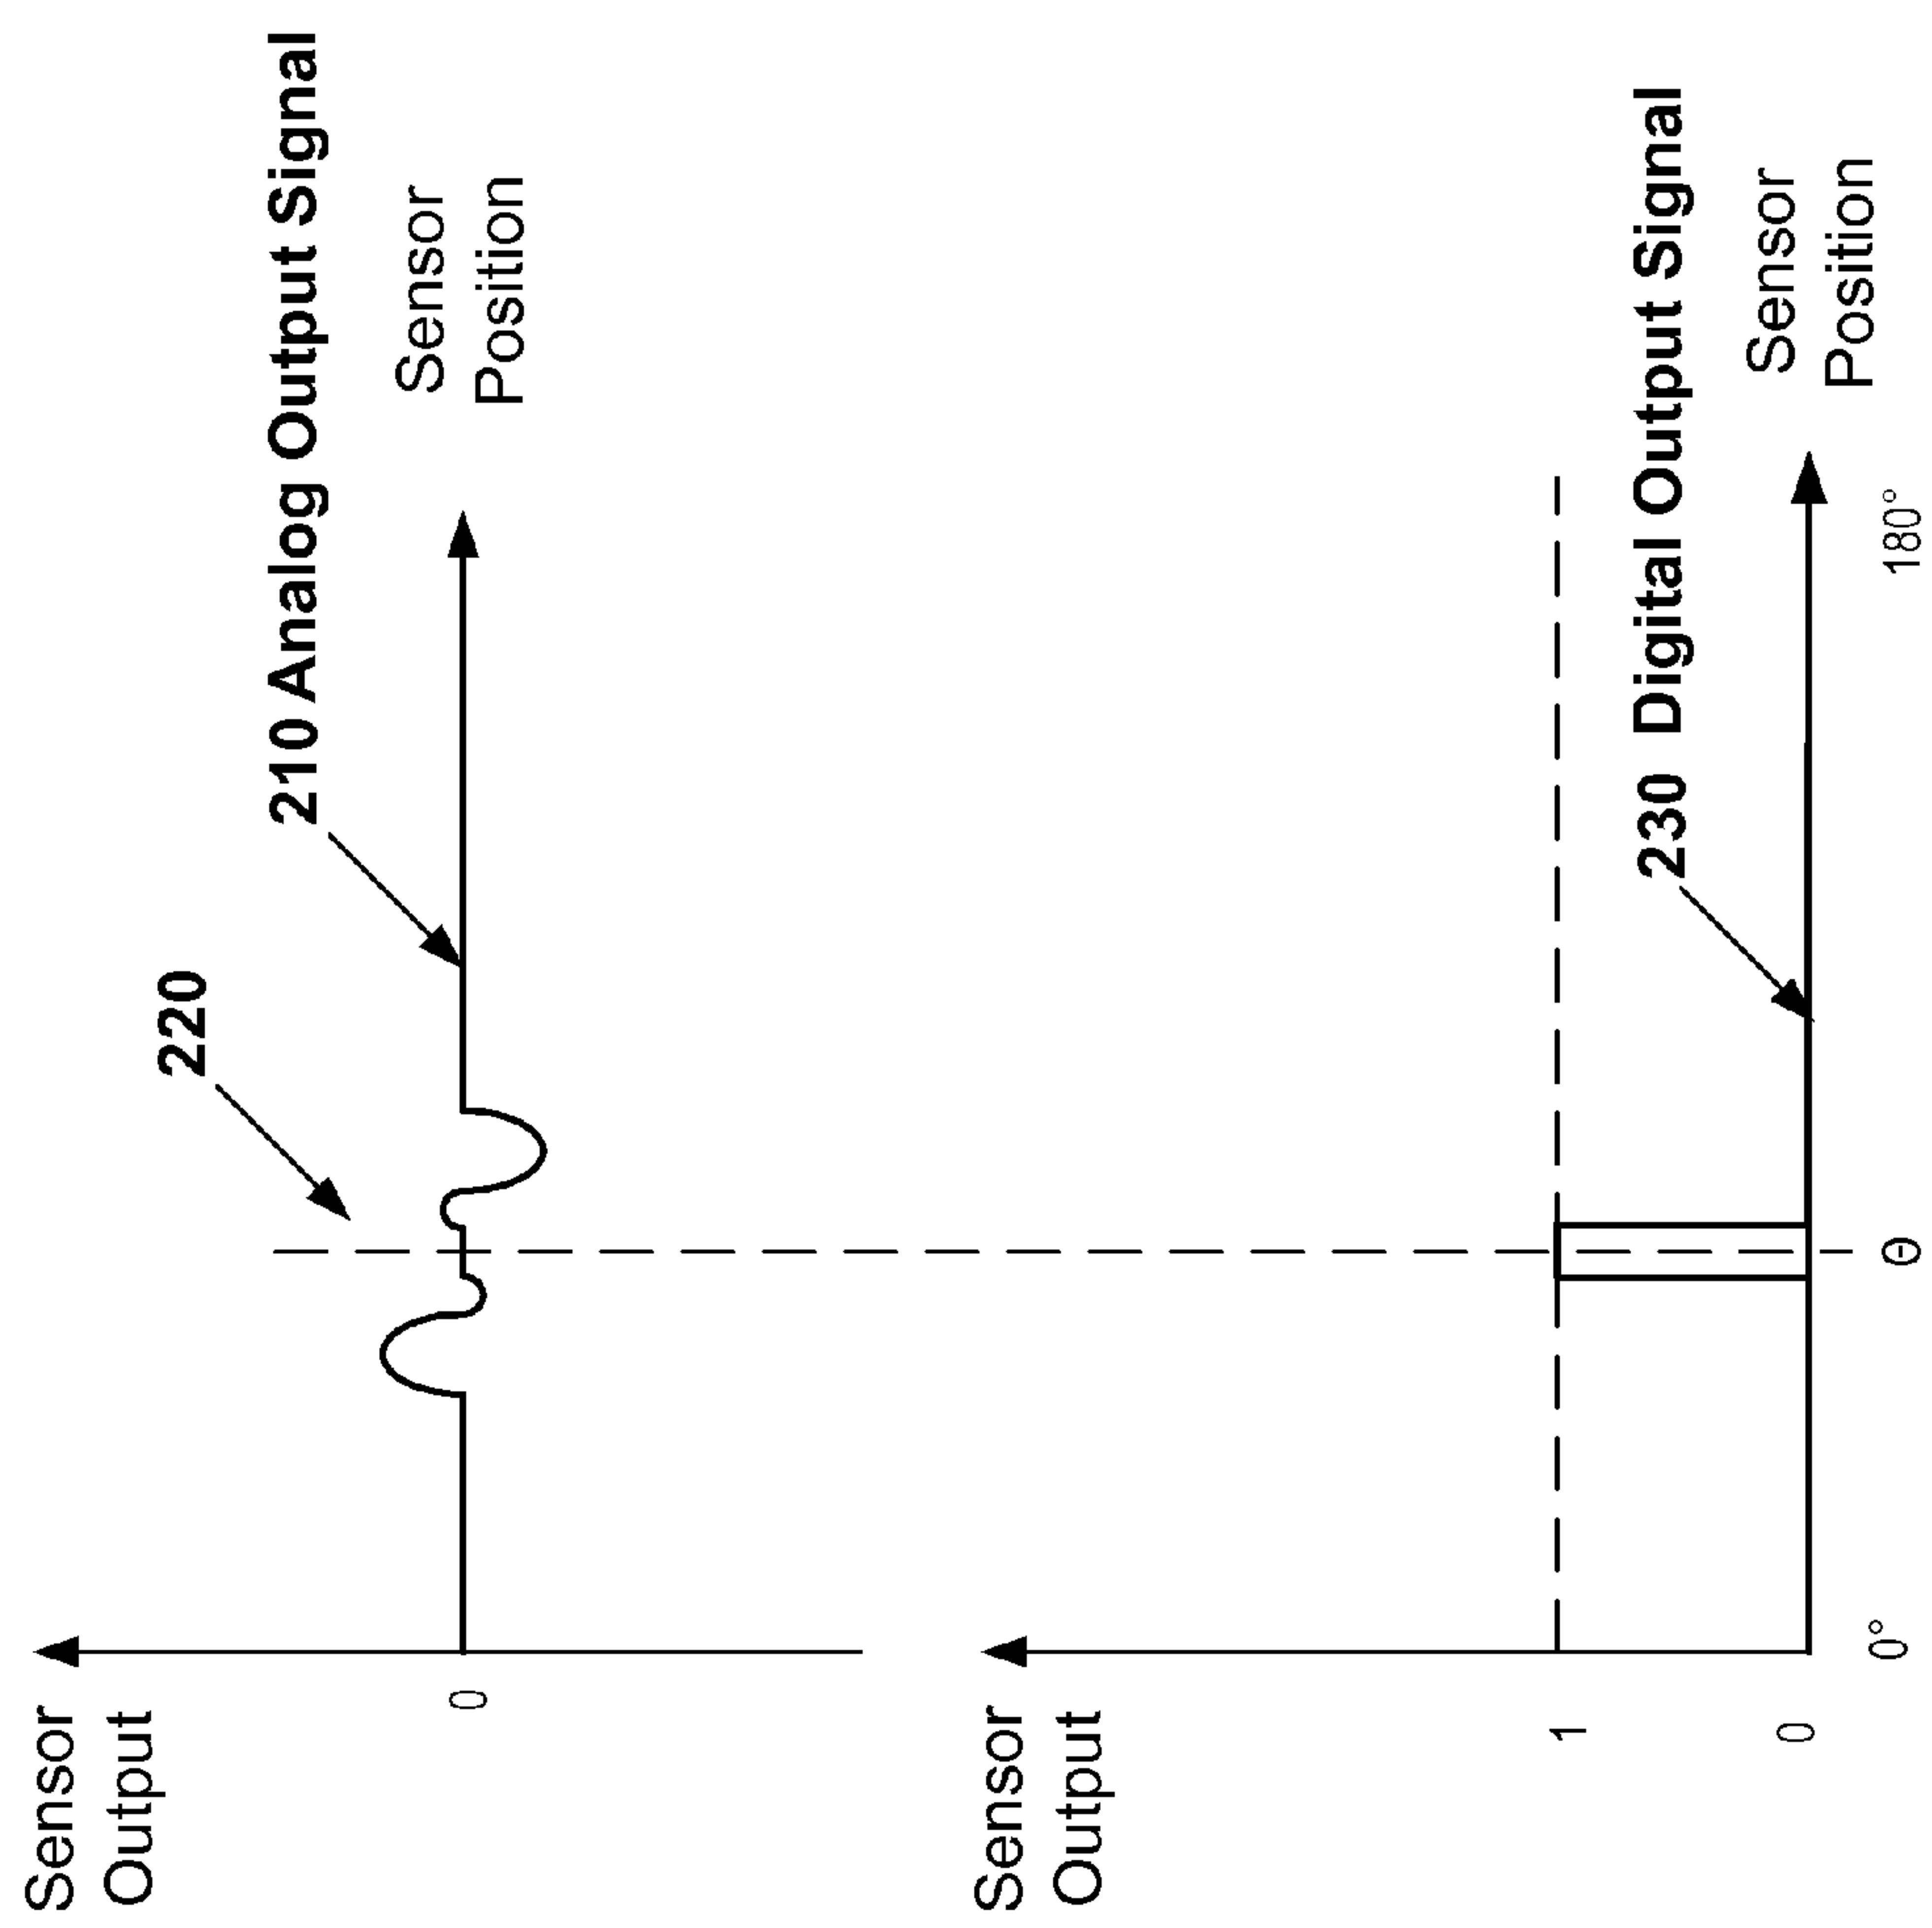 Sensor
Output
220
210 Analog Output Signal
0
Sensor
Position
Sensor
Output
1
230 Digital Output Signal
0
Sensor
Position
0°
Θ
180°